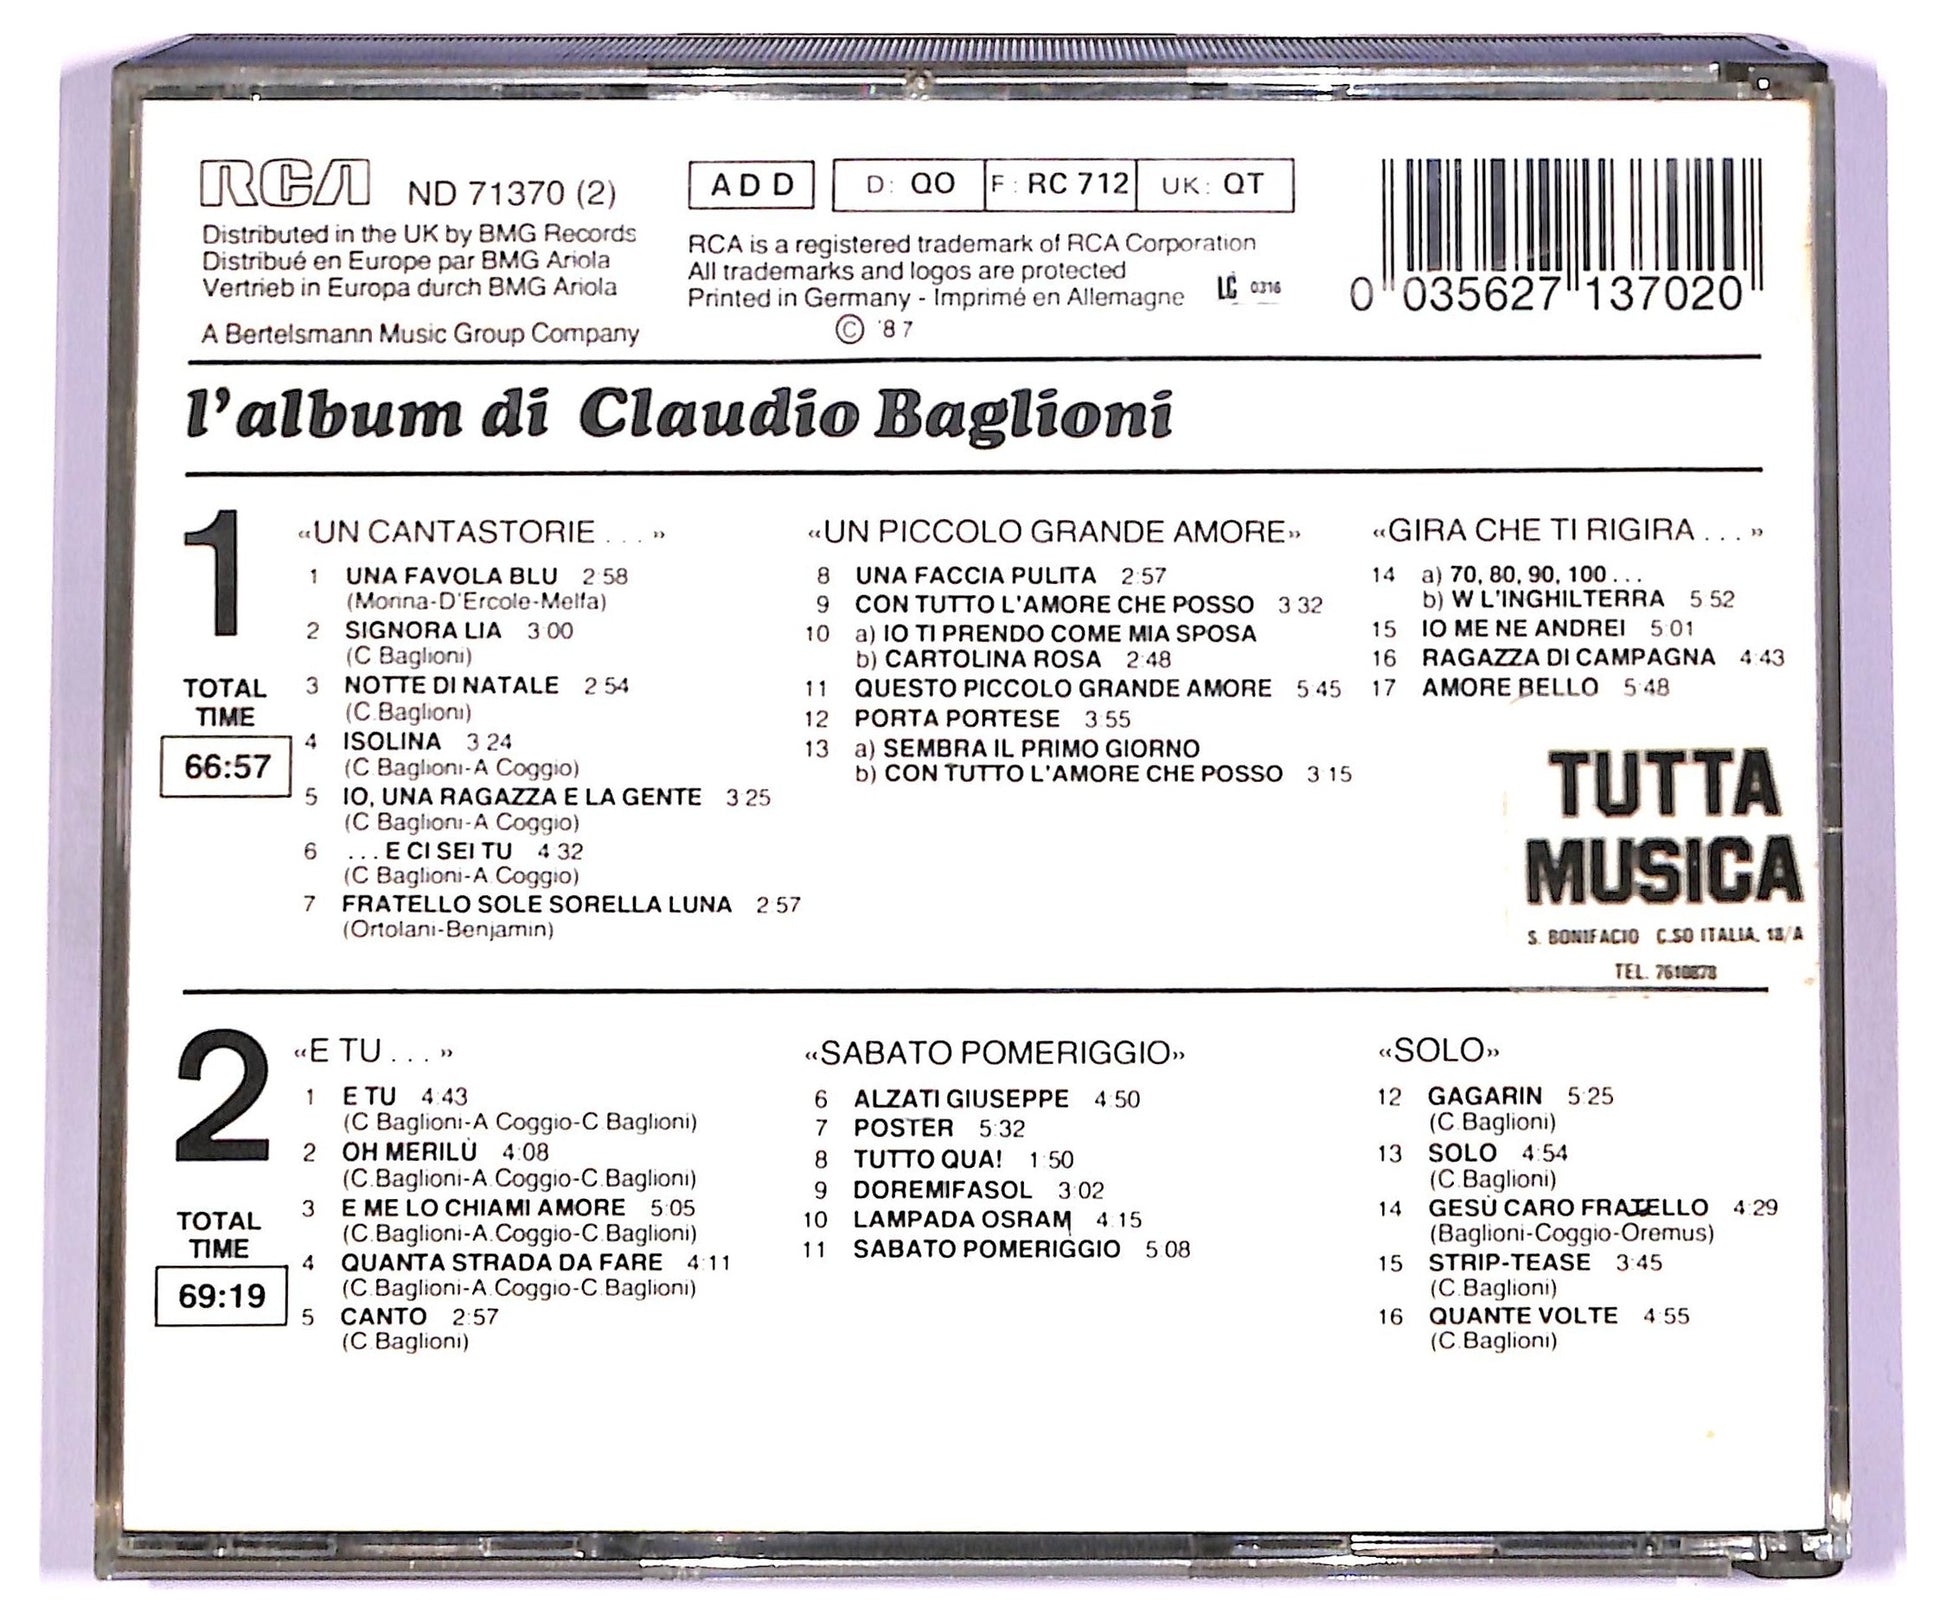 RCA ND 71370 (2)
Distributed in the UK by BMG Records
Distribué en Europe par BMG Ariola
Vertrieb in Europa durch BMG Ariola
A Bertelsmann Music Group Company
ADD D: QO F: RC 712 UK: QT
RCA is a registered trademark of RCA Corporation
All trademarks and logos are protected
Printed in Germany - Imprimé en Allemagne LC 0316
© '87
0 035627 137020
l'album di Claudio Baglioni
1
TOTAL
TIME
66:57
«UN CANTASTORIE . . . »
1 UNA FAVOLA BLU 2:58
(Morina-D'Ercole-Melfa)
2 SIGNORA LIA 3:00
(C. Baglioni)
3 NOTTE DI NATALE 2:54
(C. Baglioni)
4 ISOLINA 3:24
(C. Baglioni-A. Coggio)
5 IO, UNA RAGAZZA E LA GENTE 3:25
(C. Baglioni-A. Coggio)
6 . . . E CI SEI TU 4:32
(C. Baglioni-A. Coggio)
7 FRATELLO SOLE SORELLA LUNA 2:57
(Ortolani-Benjamin)
«UN PICCOLO GRANDE AMORE»
8 UNA FACCIA PULITA 2:57
9 CON TUTTO L'AMORE CHE POSSO 3:32
10 a) IO TI PRENDO COME MIA SPOSA
b) CARTOLINA ROSA 2:48
11 QUESTO PICCOLO GRANDE AMORE 5:45
12 PORTA PORTESE 3:55
13 a) SEMBRA IL PRIMO GIORNO
b) CON TUTTO L'AMORE CHE POSSO 3:15
«GIRA CHE TI RIGIRA . . . »
14 a) 70, 80, 90, 100 . . .
b) W L'INGHILTERRA 5:52
15 IO ME NE ANDREI 5:01
16 RAGAZZA DI CAMPAGNA 4:43
17 AMORE BELLO 5:48
TUTTA
MUSICA
S. BONIFACIO C.SO ITALIA, 18/A
TEL. 7610878
2
TOTAL
TIME
69:19
«E TU . . . »
1 E TU 4:43
(C. Baglioni-A. Coggio-C. Baglioni)
2 OH MERILÙ 4:08
(C. Baglioni-A. Coggio-C. Baglioni)
3 E ME LO CHIAMI AMORE 5:05
(C. Baglioni-A. Coggio-C. Baglioni)
4 QUANTA STRADA DA FARE 4:11
(C. Baglioni-A. Coggio-C. Baglioni)
5 CANTO 2:57
(C. Baglioni)
«SABATO POMERIGGIO»
6 ALZATI GIUSEPPE 4:50
7 POSTER 5:32
8 TUTTO QUA! 1:50
9 DOREMIFASOL 3:02
10 LAMPADA OSRAM 4:15
11 SABATO POMERIGGIO 5:08
«SOLO»
12 GAGARIN 5:25
(C. Baglioni)
13 SOLO 4:54
(C. Baglioni)
14 GESÙ CARO FRATELLO 4:29
(Baglioni-Coggio-Oremus)
15 STRIP-TEASE 3:45
(C. Baglioni)
16 QUANTE VOLTE 4:55
(C. Baglioni)